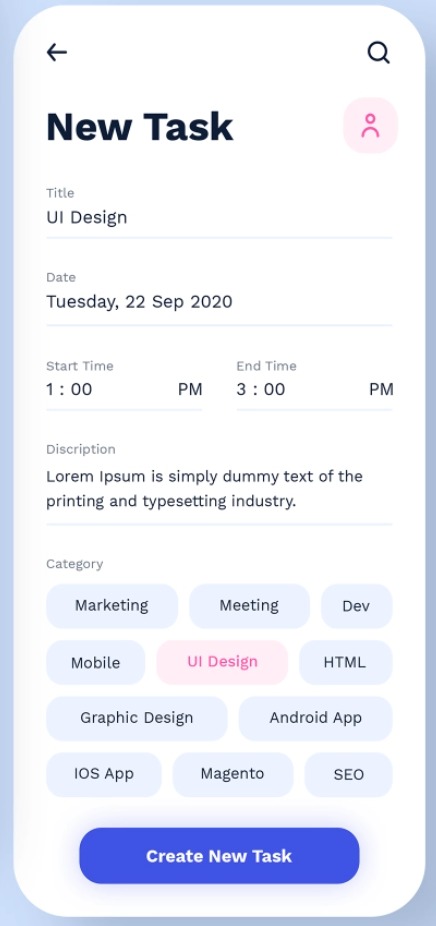 New Task
Title
UI Design
Date
Tuesday, 22 Sep 2020
Start Time End Time
1 : 00 PM 3 : 00 PM
Discription
Lorem Ipsum is simply dummy text of the
printing and typesetting industry.
Category
Marketing Meeting Dev
Mobile UI Design HTML
Graphic Design Android App
IOS App Magento SEO
Create New Task